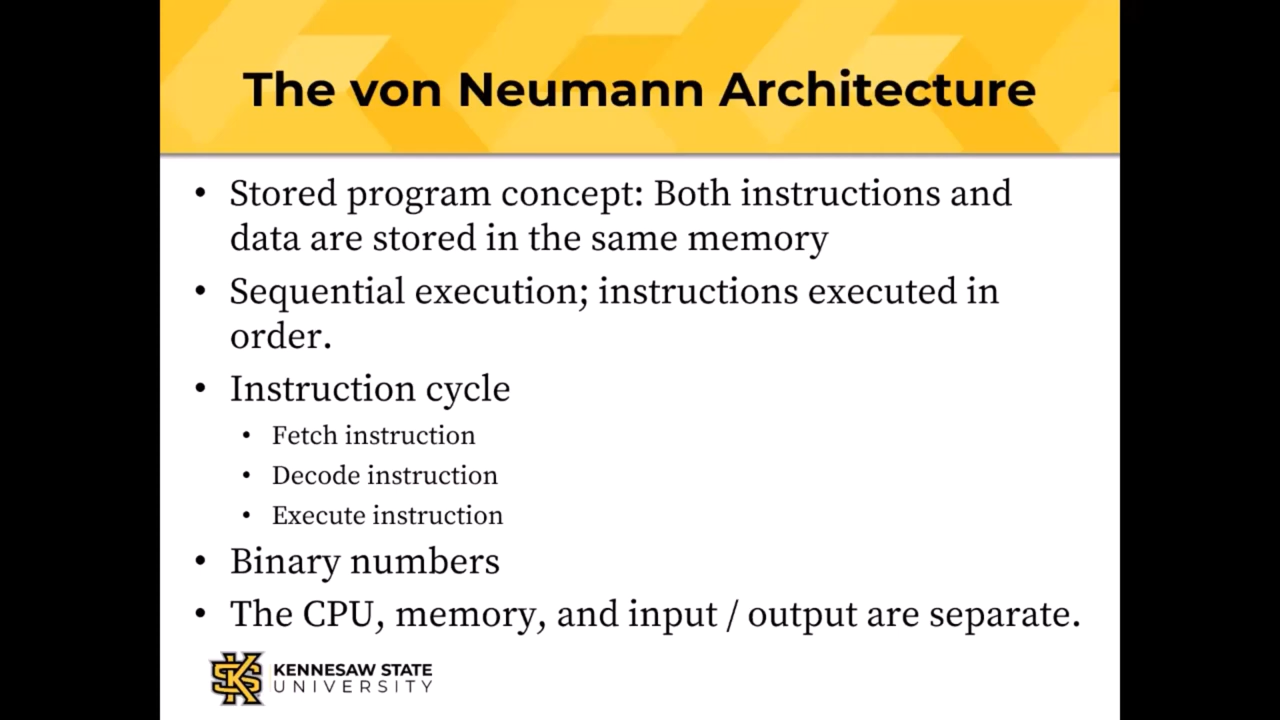 The von Neumann Architecture
• Stored program concept: Both instructions and
data are stored in the same memory
• Sequential execution; instructions executed in
order.
• Instruction cycle
• Fetch instruction
• Decode instruction
• Execute instruction
• Binary numbers
• The CPU, memory, and input / output are separate.
KENNESAW STATE
UNIVERSITY